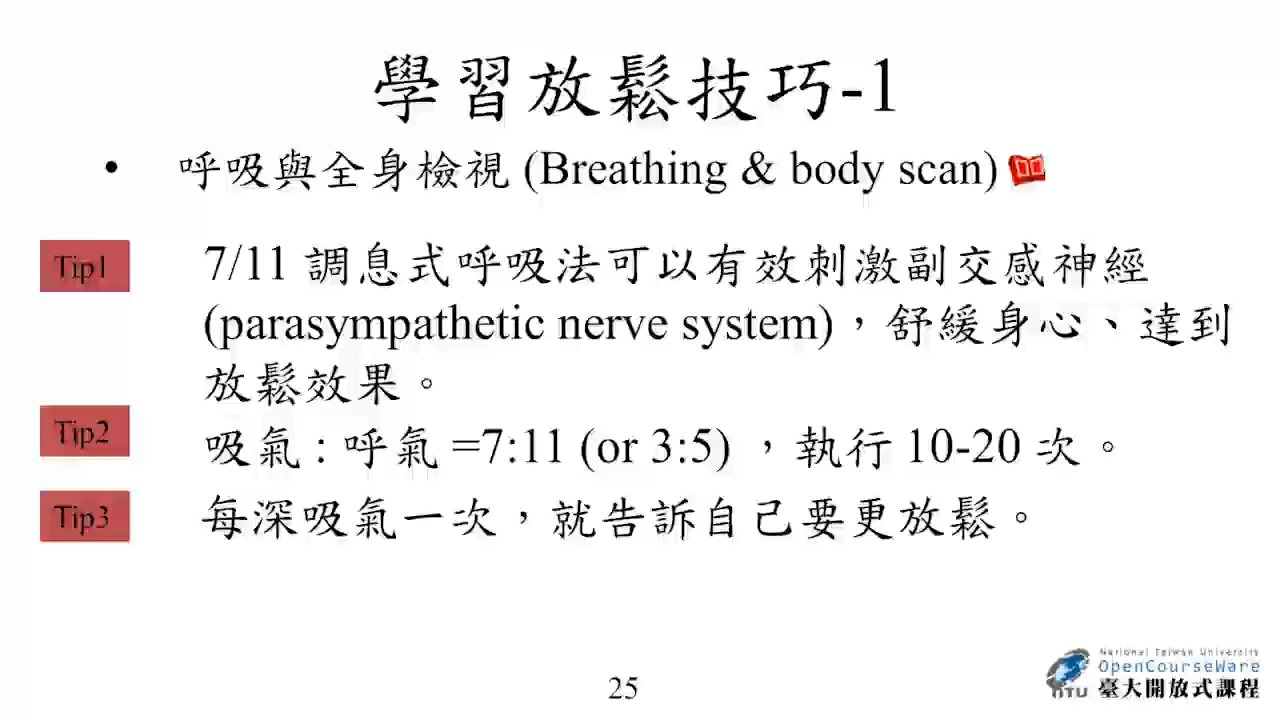 學習放鬆技巧-1
• 呼吸與全身檢視 (Breathing & body scan)
Tip1
7/11 調息式呼吸法可以有效刺激副交感神經
(parasympathetic nerve system)，舒緩身心、達到
放鬆效果。
Tip2
吸氣 : 呼氣 =7:11 (or 3:5) ，執行 10-20 次。
Tip3
每深吸氣一次，就告訴自己要更放鬆。
25
National Taiwan University
OpenCourseWare
NTU 臺大開放式課程